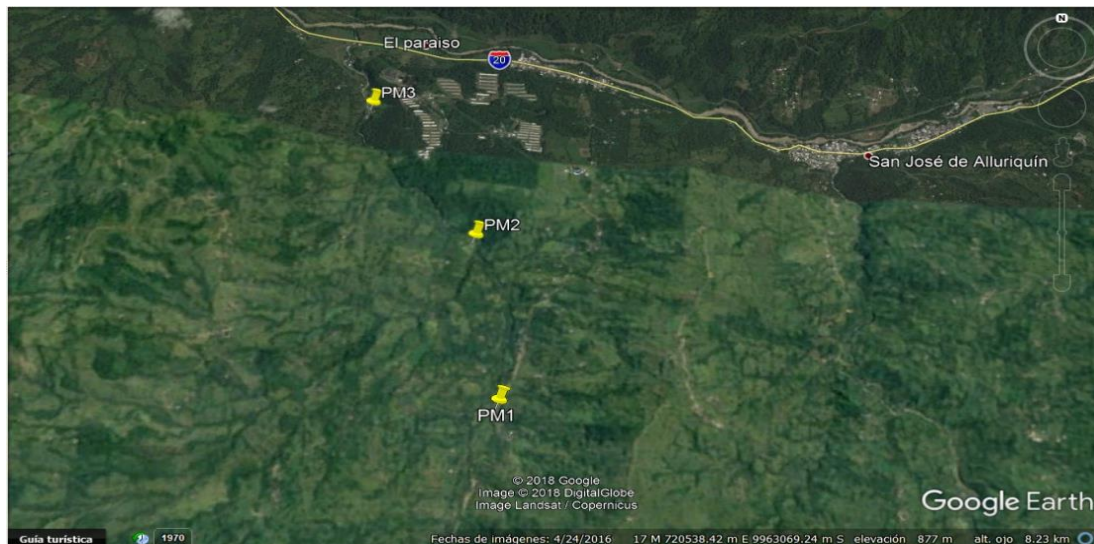 N
El paraiso
20
PM3
San José de Alluriquín
PM2
PM1
© 2018 Google
Image © 2018 DigitalGlobe
Image Landsat / Copernicus
Google Earth
Guía turística 1970 Fechas de imágenes: 4/24/2016 17 M 720538.42 m E 9963069.24 m S elevación 877 m alt. ojo 8.23 km